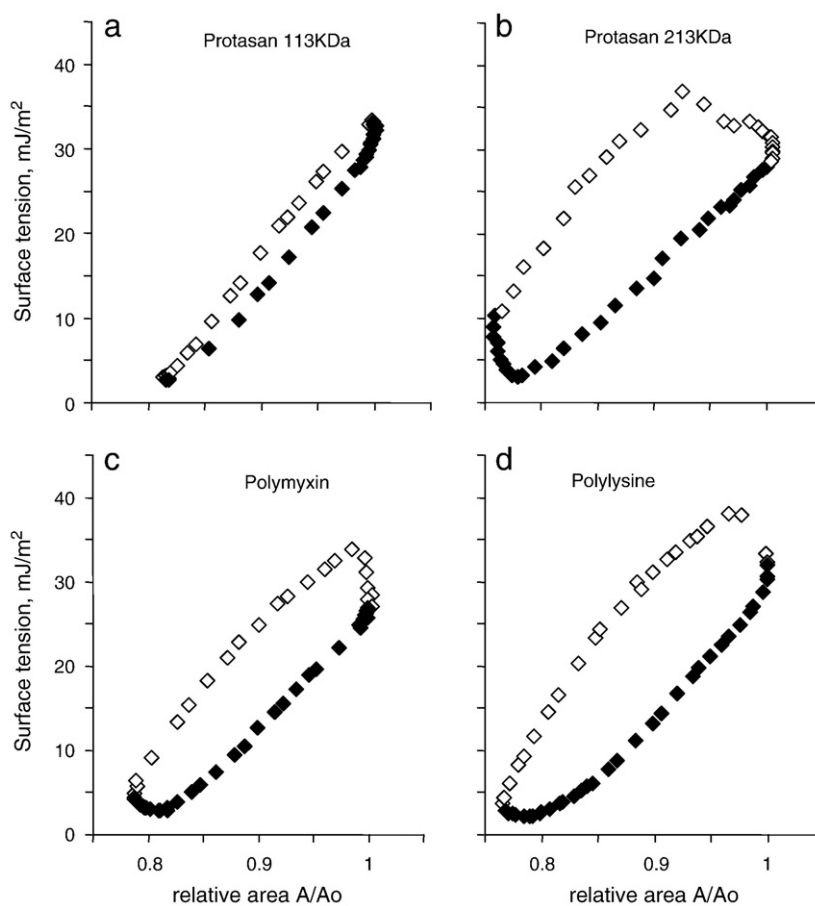 a
Protasan 113KDa
b
Protasan 213KDa
40
30
20
10
0
Surface tension, mJ/m²
c
Polymyxin
d
Polylysine
40
30
20
10
0
Surface tension, mJ/m²
0.8 0.9 1
relative area A/Ao
0.8 0.9 1
relative area A/Ao